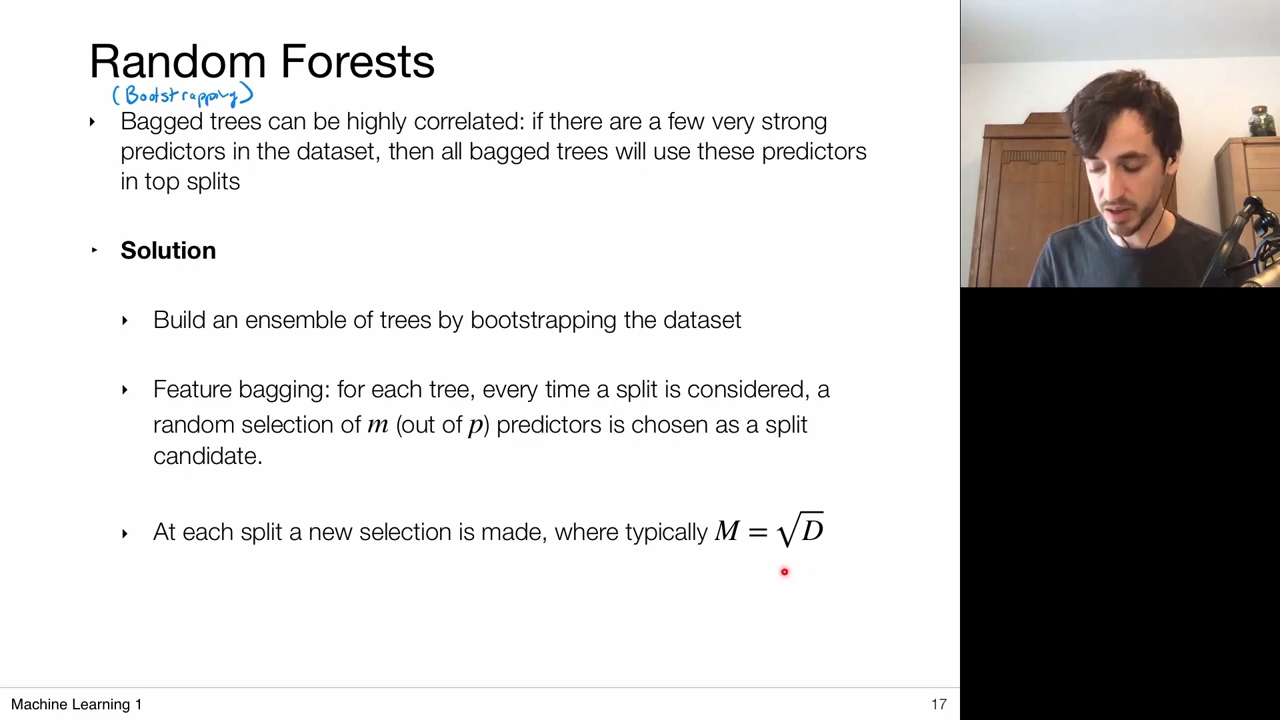 Random Forests
(Bootstrapping)
Bagged trees can be highly correlated: if there are a few very strong
predictors in the dataset, then all bagged trees will use these predictors
in top splits
Solution
Build an ensemble of trees by bootstrapping the dataset
Feature bagging: for each tree, every time a split is considered, a
random selection of m (out of p) predictors is chosen as a split
candidate.
At each split a new selection is made, where typically M = √D
Machine Learning 1
17